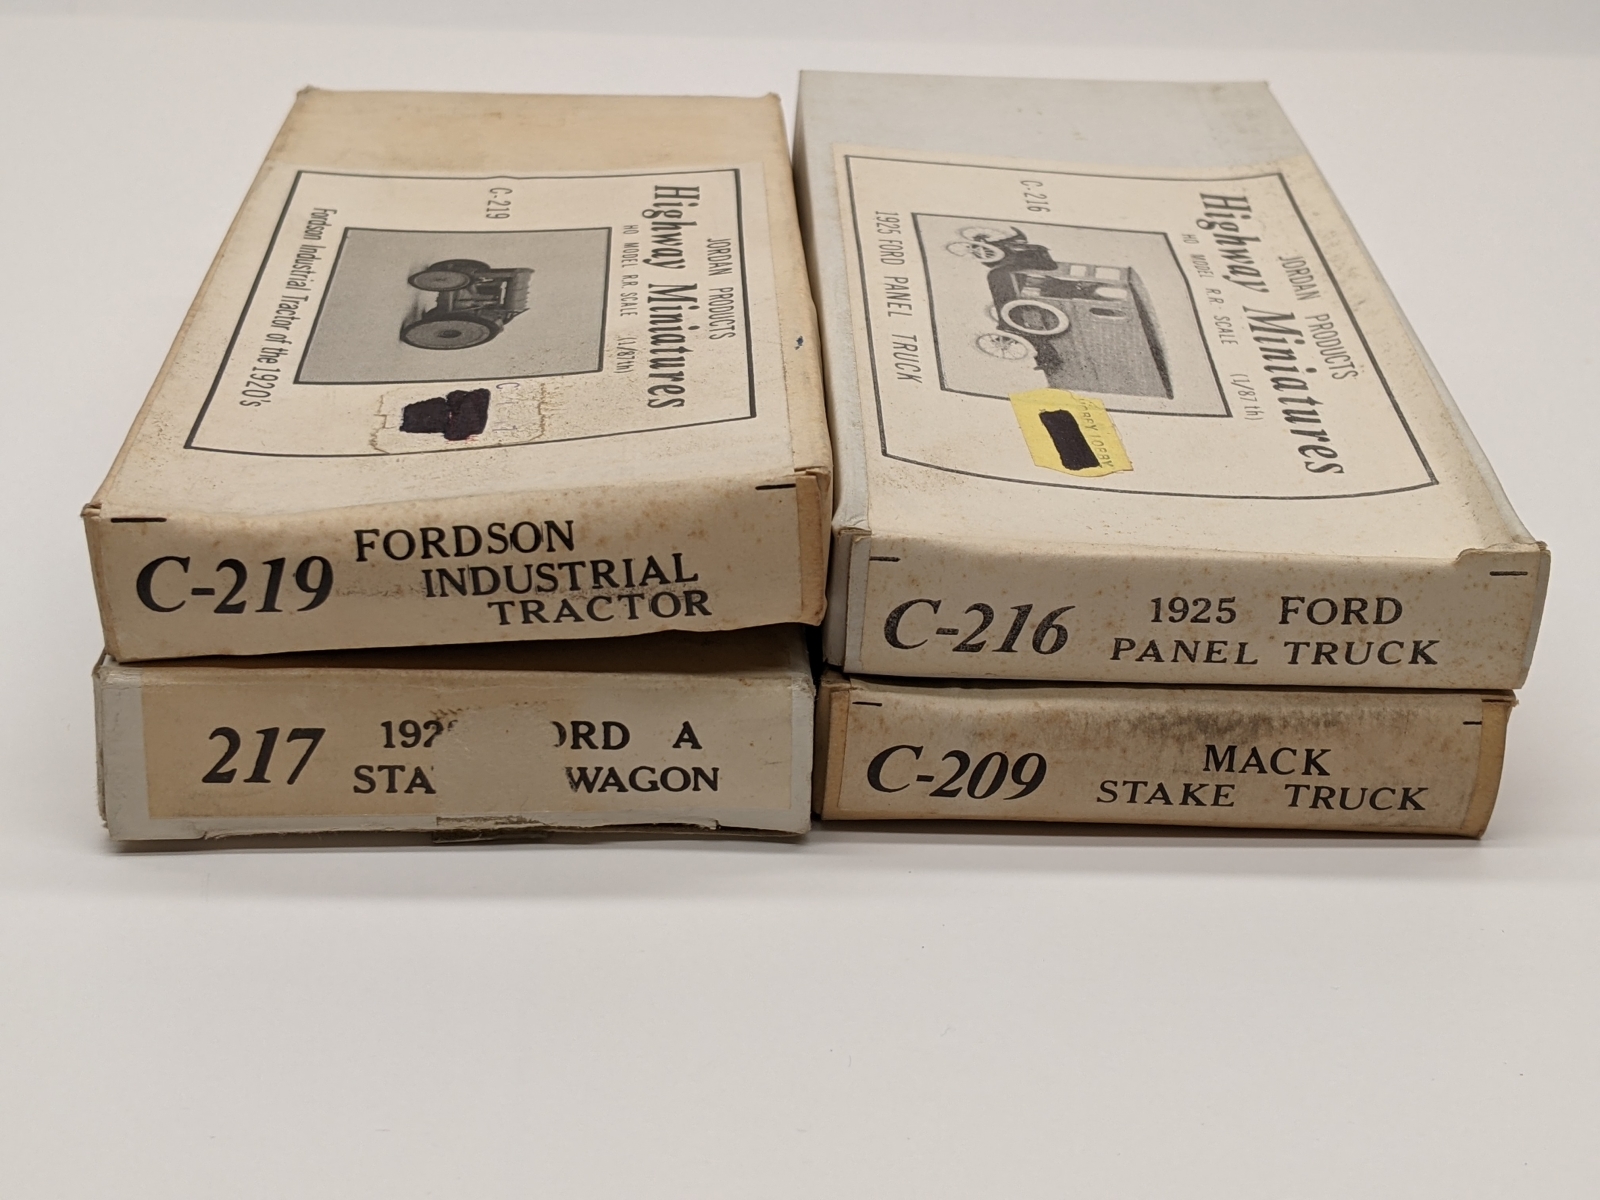 JORDAN PRODUCTS
Highway Miniatures
HO MODEL R.R. SCALE (1/87th)
C-219
Fordson Industrial Tractor of the 1920's
C-219 FORDSON
INDUSTRIAL
TRACTOR
217 192 ORD A
STA WAGON
JORDAN PRODUCTS
Highway Miniatures
HO MODEL R.R. SCALE (1/87th)
C-216
1925 FORD PANEL TRUCK
C-216 1925 FORD
PANEL TRUCK
C-209 MACK
STAKE TRUCK